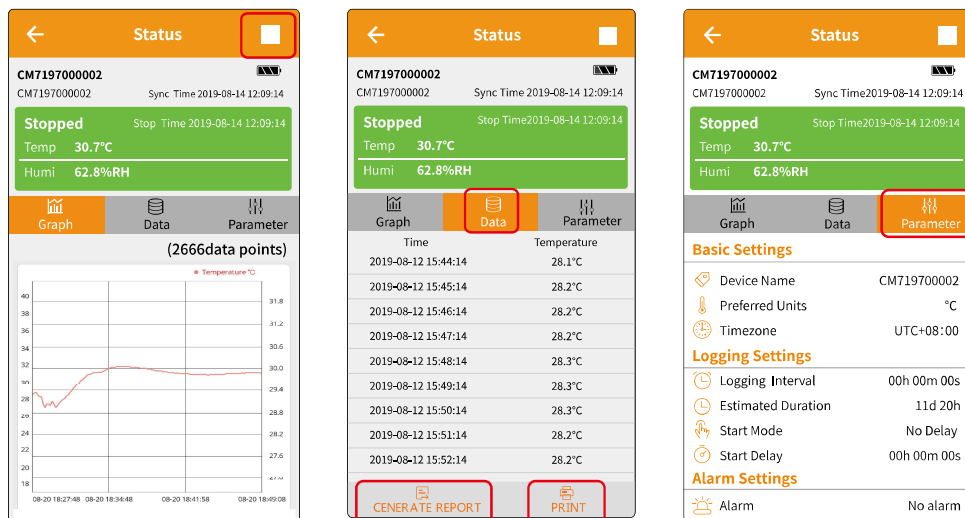 Status
CM7197000002
CM7197000002 Sync Time 2019-08-14 12:09:14
Stopped Stop Time 2019-08-14 12:09:14
Temp 30.7°C
Humi 62.8%RH
Graph Data Parameter
(2666data points)
Temperature °C
40
38
36
34
32
30
28
24
22
20
18
31.8
31.2
30.6
30.0
29.4
28.8
28.2
27.6
27.0
08-20 18:27:48 08-20 18:34:48 08-20 18:41:58 08-20 18:49:08
Status
CM7197000002
CM7197000002 Sync Time 2019-08-14 12:09:14
Stopped Stop Time2019-08-14 12:09:14
Temp 30.7°C
Humi 62.8%RH
Graph Data Parameter
Time Temperature
2019-08-12 15:44:14 28.1°C
2019-08-12 15:45:14 28.2°C
2019-08-12 15:46:14 28.2°C
2019-08-12 15:47:14 28.2°C
2019-08-12 15:48:14 28.3°C
2019-08-12 15:49:14 28.3°C
2019-08-12 15:50:14 28.3°C
2019-08-12 15:51:14 28.2°C
2019-08-12 15:52:14 28.2°C
CENERATE REPORT PRINT
Status
CM7197000002
CM7197000002 Sync Time2019-08-14 12:09:14
Stopped Stop Time2019-08-14 12:09:14
Temp 30.7°C
Humi 62.8%RH
Graph Data Parameter
Basic Settings
Device Name CM719700002
Preferred Units °C
Timezone UTC+08:00
Logging Settings
Logging Interval 00h 00m 00s
Estimated Duration 11d 20h
Start Mode No Delay
Start Delay 00h 00m 00s
Alarm Settings
Alarm No alarm